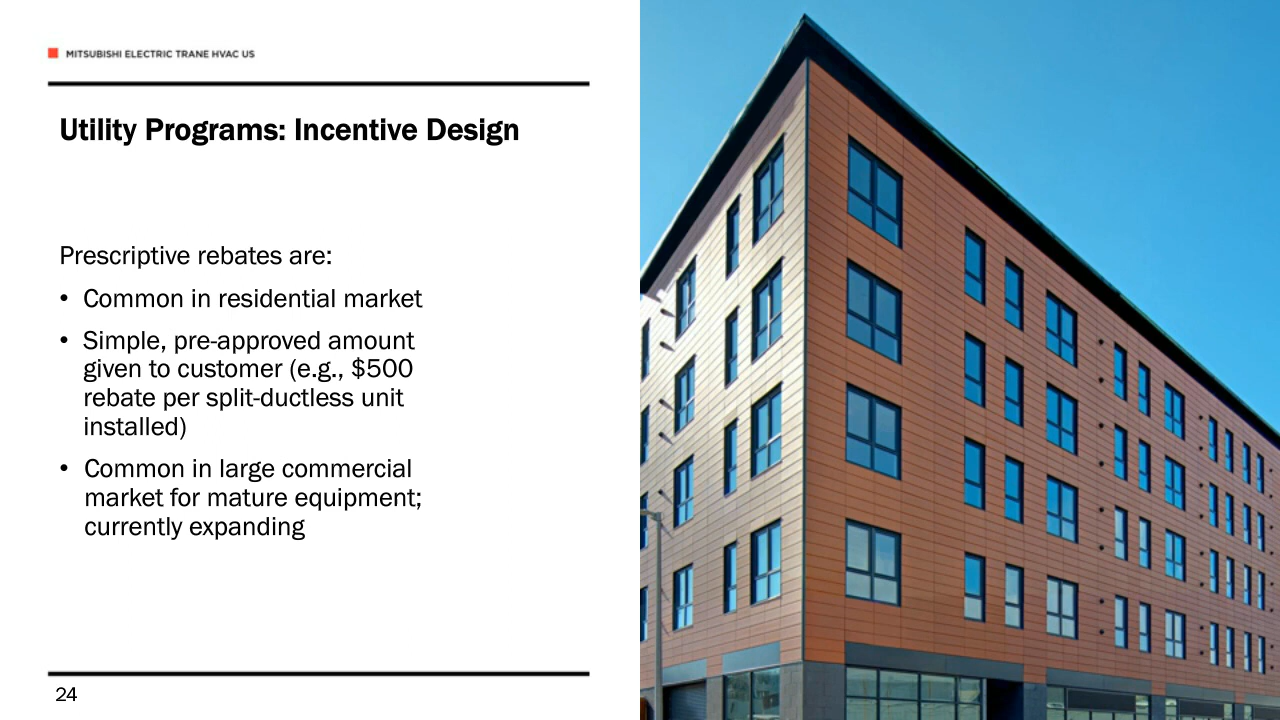 MITSUBISHI ELECTRIC TRANE HVAC US
Utility Programs: Incentive Design
Prescriptive rebates are:
• Common in residential market
• Simple, pre-approved amount
given to customer (e.g., $500
rebate per split-ductless unit
installed)
• Common in large commercial
market for mature equipment;
currently expanding
24